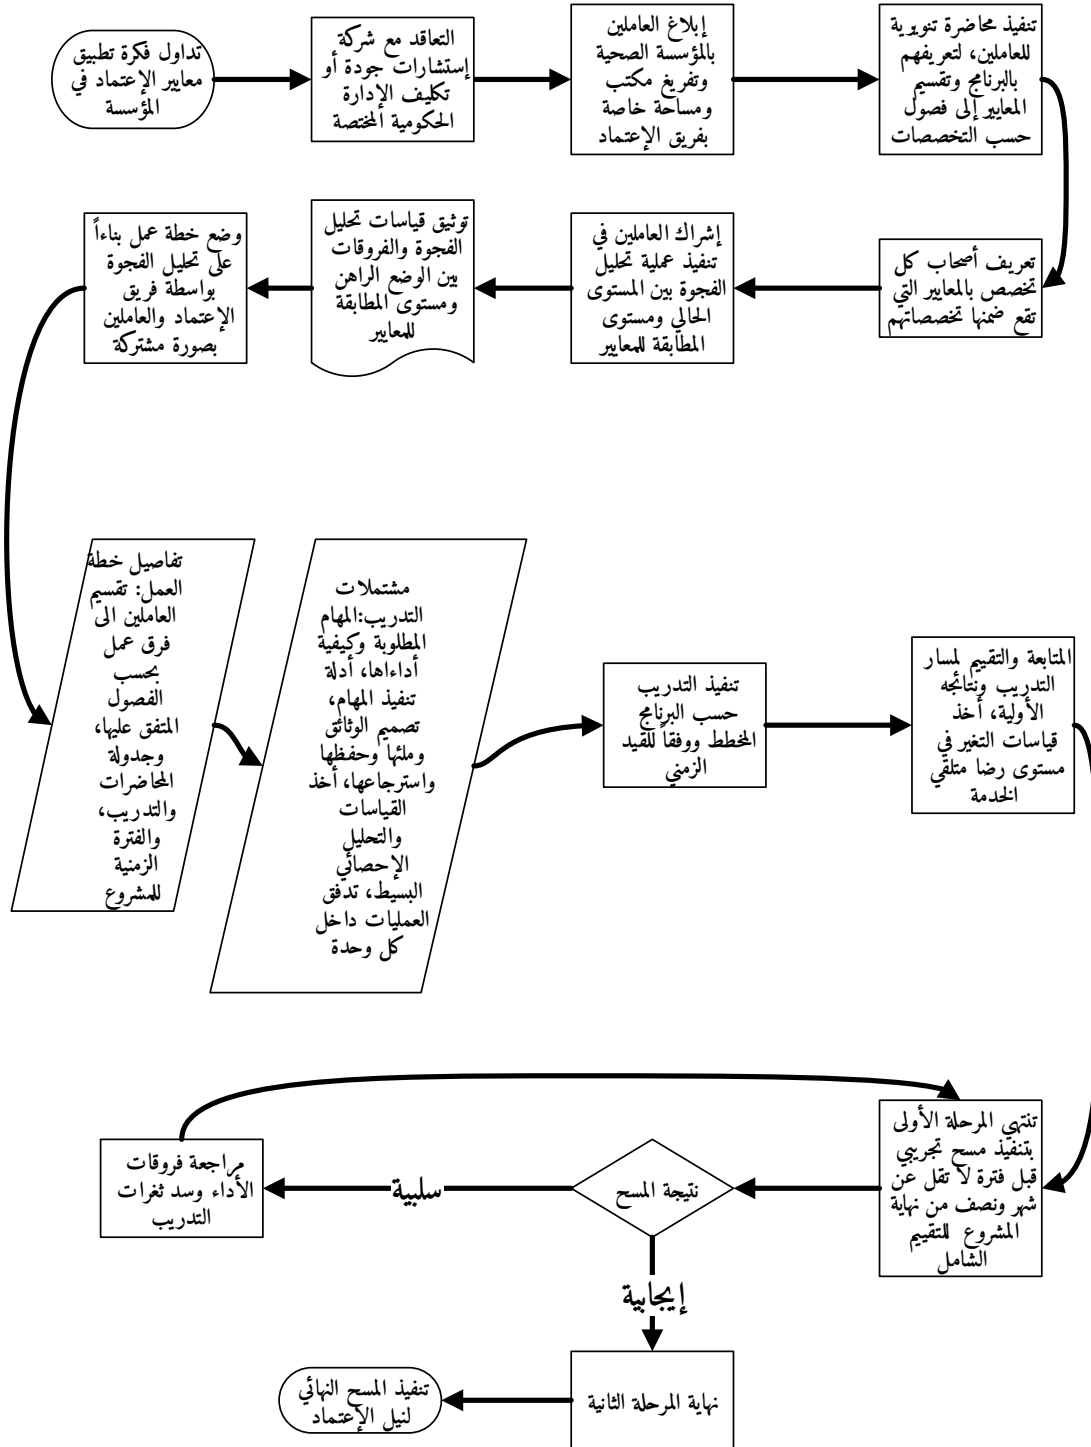 تداول فكرة تطبيق
معايير الإعتماد في
المؤسسة
التعاقد مع شركة
إستشارات جودة أو
تكليف الإدارة
الحكومية المختصة
إبلاغ العاملين
بالمؤسسة الصحية
وتفريغ مكتب
ومساحة خاصة
بفريق الإعتماد
تنفيذ محاضرة تنويرية
للعاملين، لتعريفهم
بالبرنامج وتقسيم
المعايير إلى فصول
حسب التخصصات
تعريف أصحاب كل
تخصص بالمعايير التي
تقع ضمنها تخصصاتهم
إشراك العاملين في
تنفيذ عملية تحليل
الفجوة بين المستوى
الحالي ومستوى
المطابقة للمعايير
توثيق قياسات تحليل
الفجوة والفروقات
بين الوضع الراهن
ومستوى المطابقة
للمعايير
وضع خطة عمل بناءاً
على تحليل الفجوة
بواسطة فريق
الإعتماد والعاملين
بصورة مشتركة
تفاصيل خطة
العمل: تقسيم
العاملين الى
فرق عمل
بحسب
الفصول
المتفق عليها،
وجدولة
المحاضرات
والتدريب،
والفترة
الزمنية
للمشروع
مشتملات
التدريب:المهام
المطلوبة وكيفية
أداءاها، أدلة
تنفيذ المهام،
تصميم الوثائق
وملئها وحفظها
واسترجاعها، أخذ
القياسات
والتحليل
الإحصائي
البسيط، تدفق
العمليات داخل
كل وحدة
تنفيذ التدريب
حسب البرنامج
المخطط ووفقاً للقيد
الزمني
المتابعة والتقييم لمسار
التدريب ونتائجه
الأولية، أخذ
قياسات التغير في
مستوى رضا متلقي
الخدمة
تنتهي المرحلة الأولى
بتنفيذ مسح تجريبي
قبل فترة لا تقل عن
شهر ونصف من نهاية
المشروع للتقييم
الشامل
نتيجة المسح
سلبية
مراجعة فروقات
الأداء وسد ثغرات
التدريب
إيجابية
نهاية المرحلة الثانية
تنفيذ المسح النهائي
لنيل الإعتماد